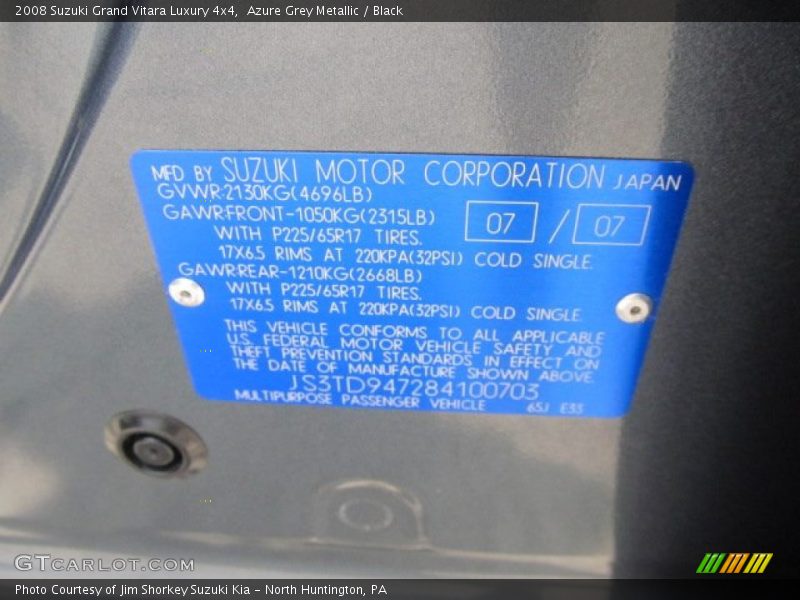 2008 Suzuki Grand Vitara Luxury 4x4,  Azure Grey Metallic / Black
MFD BY SUZUKI MOTOR CORPORATION JAPAN
GVWR-2130KG(4696LB)
GAWR-FRONT-1050KG(2315LB) 07 / 07
WITH P225/65R17 TIRES.
17X6.5 RIMS AT 220KPA(32PSI) COLD SINGLE.
GAWR-REAR-1210KG(2668LB)
WITH P225/65R17 TIRES.
17X6.5 RIMS AT 220KPA(32PSI) COLD SINGLE.
THIS VEHICLE CONFORMS TO ALL APPLICABLE
U.S. FEDERAL MOTOR VEHICLE SAFETY AND
THEFT PREVENTION STANDARDS IN EFFECT ON
THE DATE OF MANUFACTURE SHOWN ABOVE.
JS3TD947284100703
MULTIPURPOSE PASSENGER VEHICLE 65J E33
GTCARLOT.COM
Photo Courtesy of Jim Shorkey Suzuki Kia – North Huntington, PA